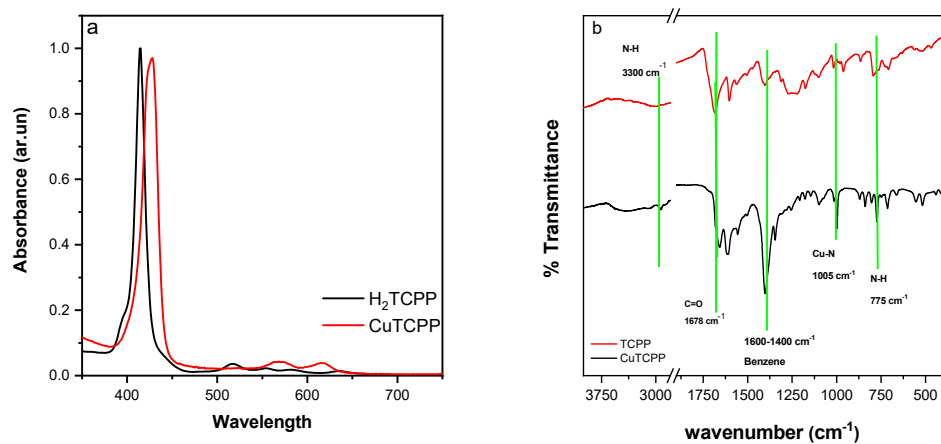 a
Absorbance (ar.un)
1.0
0.8
0.6
0.4
0.2
0.0
400
500
600
700
Wavelength
H₂TCPP
CuTCPP
b
% Transmittance
N-H
3300 cm⁻¹
C=O
1678 cm⁻¹
1600-1400 cm⁻¹
Benzene
Cu-N
1005 cm⁻¹
N-H
775 cm⁻¹
TCPP
CuTCPP
3750
3000
1750
1500
1250
1000
750
500
wavenumber (cm⁻¹)